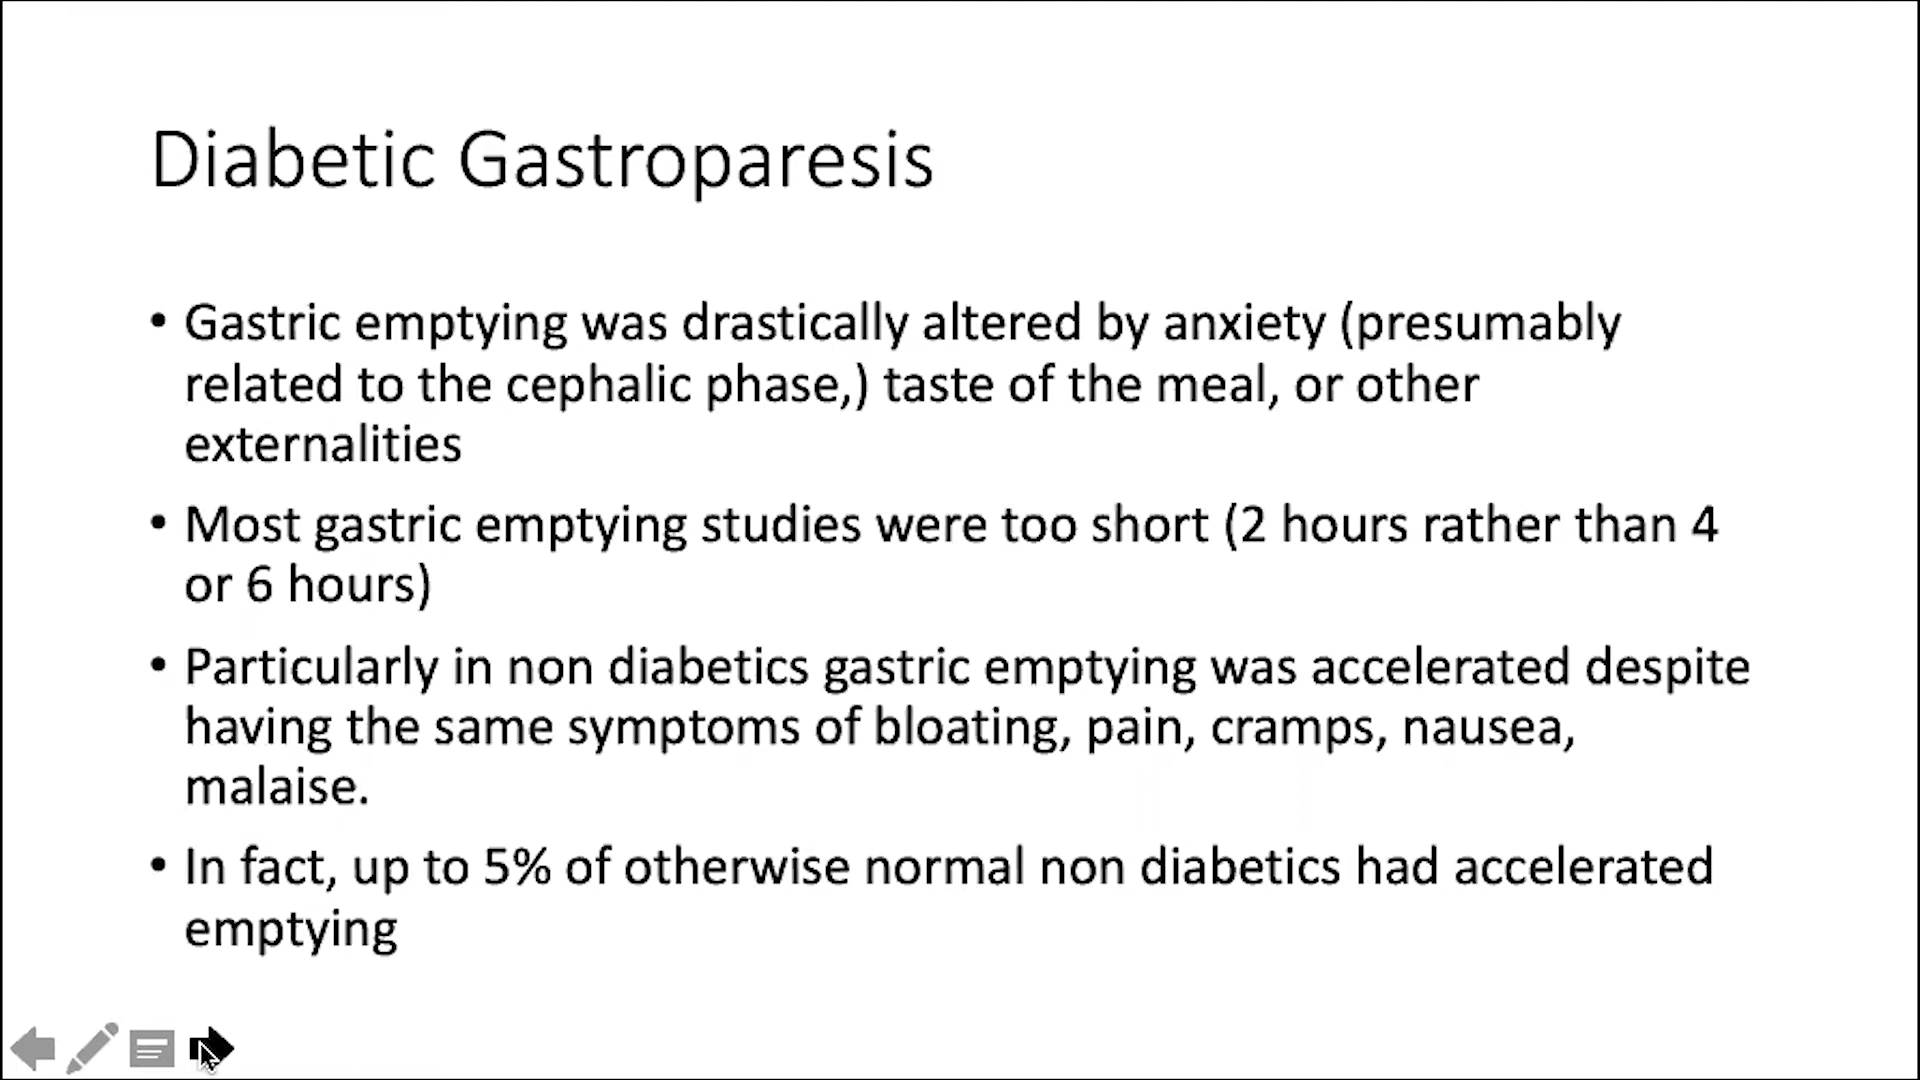 Diabetic Gastroparesis
• Gastric emptying was drastically altered by anxiety (presumably
related to the cephalic phase,) taste of the meal, or other
externalities
• Most gastric emptying studies were too short (2 hours rather than 4
or 6 hours)
• Particularly in non diabetics gastric emptying was accelerated despite
having the same symptoms of bloating, pain, cramps, nausea,
malaise.
• In fact, up to 5% of otherwise normal non diabetics had accelerated
emptying